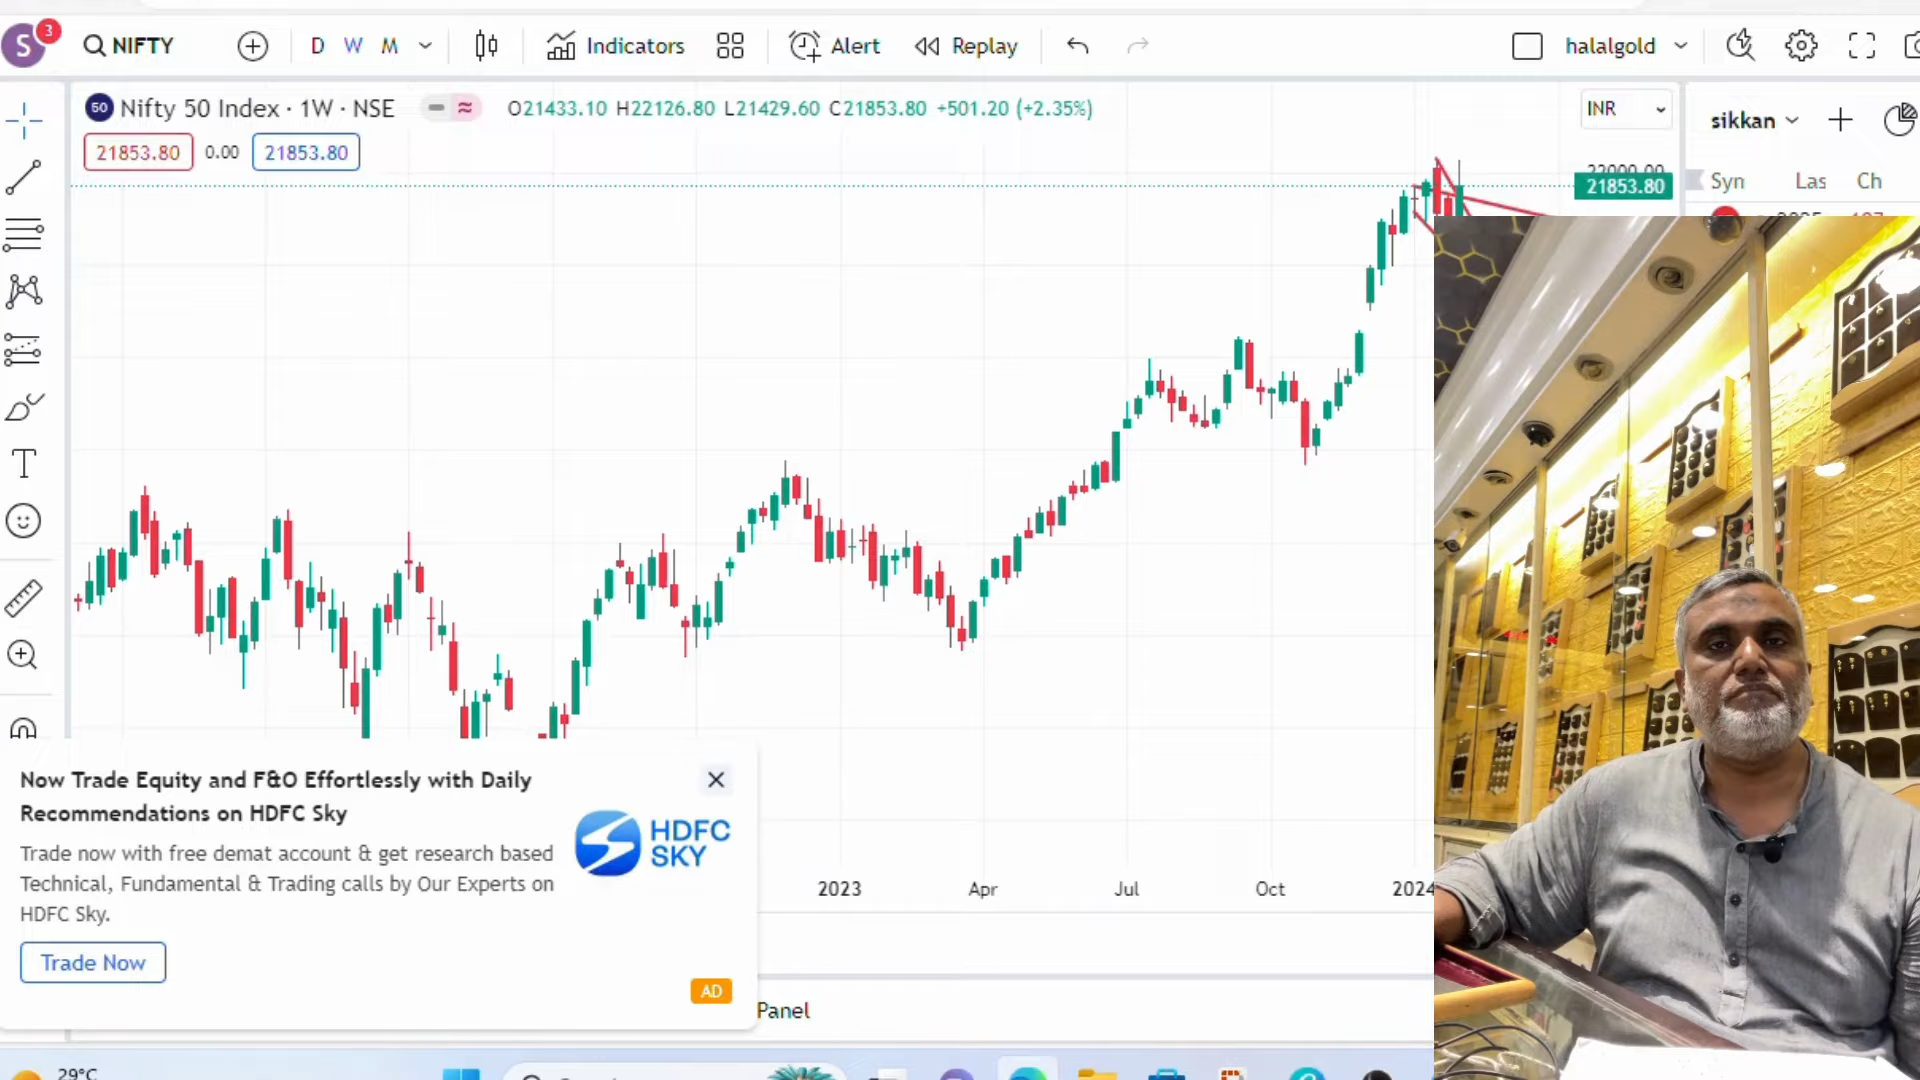 S
3
NIFTY
D W M
Indicators
Alert
Replay
halalgold
50 Nifty 50 Index · 1W · NSE
O21433.10 H22126.80 L21429.60 C21853.80 +501.20 (+2.35%)
INR
sikkan
21853.80 0.00 21853.80
22000.00
21853.80
Syn Las Ch
Now Trade Equity and F&O Effortlessly with Daily
Recommendations on HDFC Sky
Trade now with free demat account & get research based
Technical, Fundamental & Trading calls by Our Experts on
HDFC Sky.
HDFC
SKY
Trade Now
AD
2023 Apr Jul Oct 2024
Panel
29°C